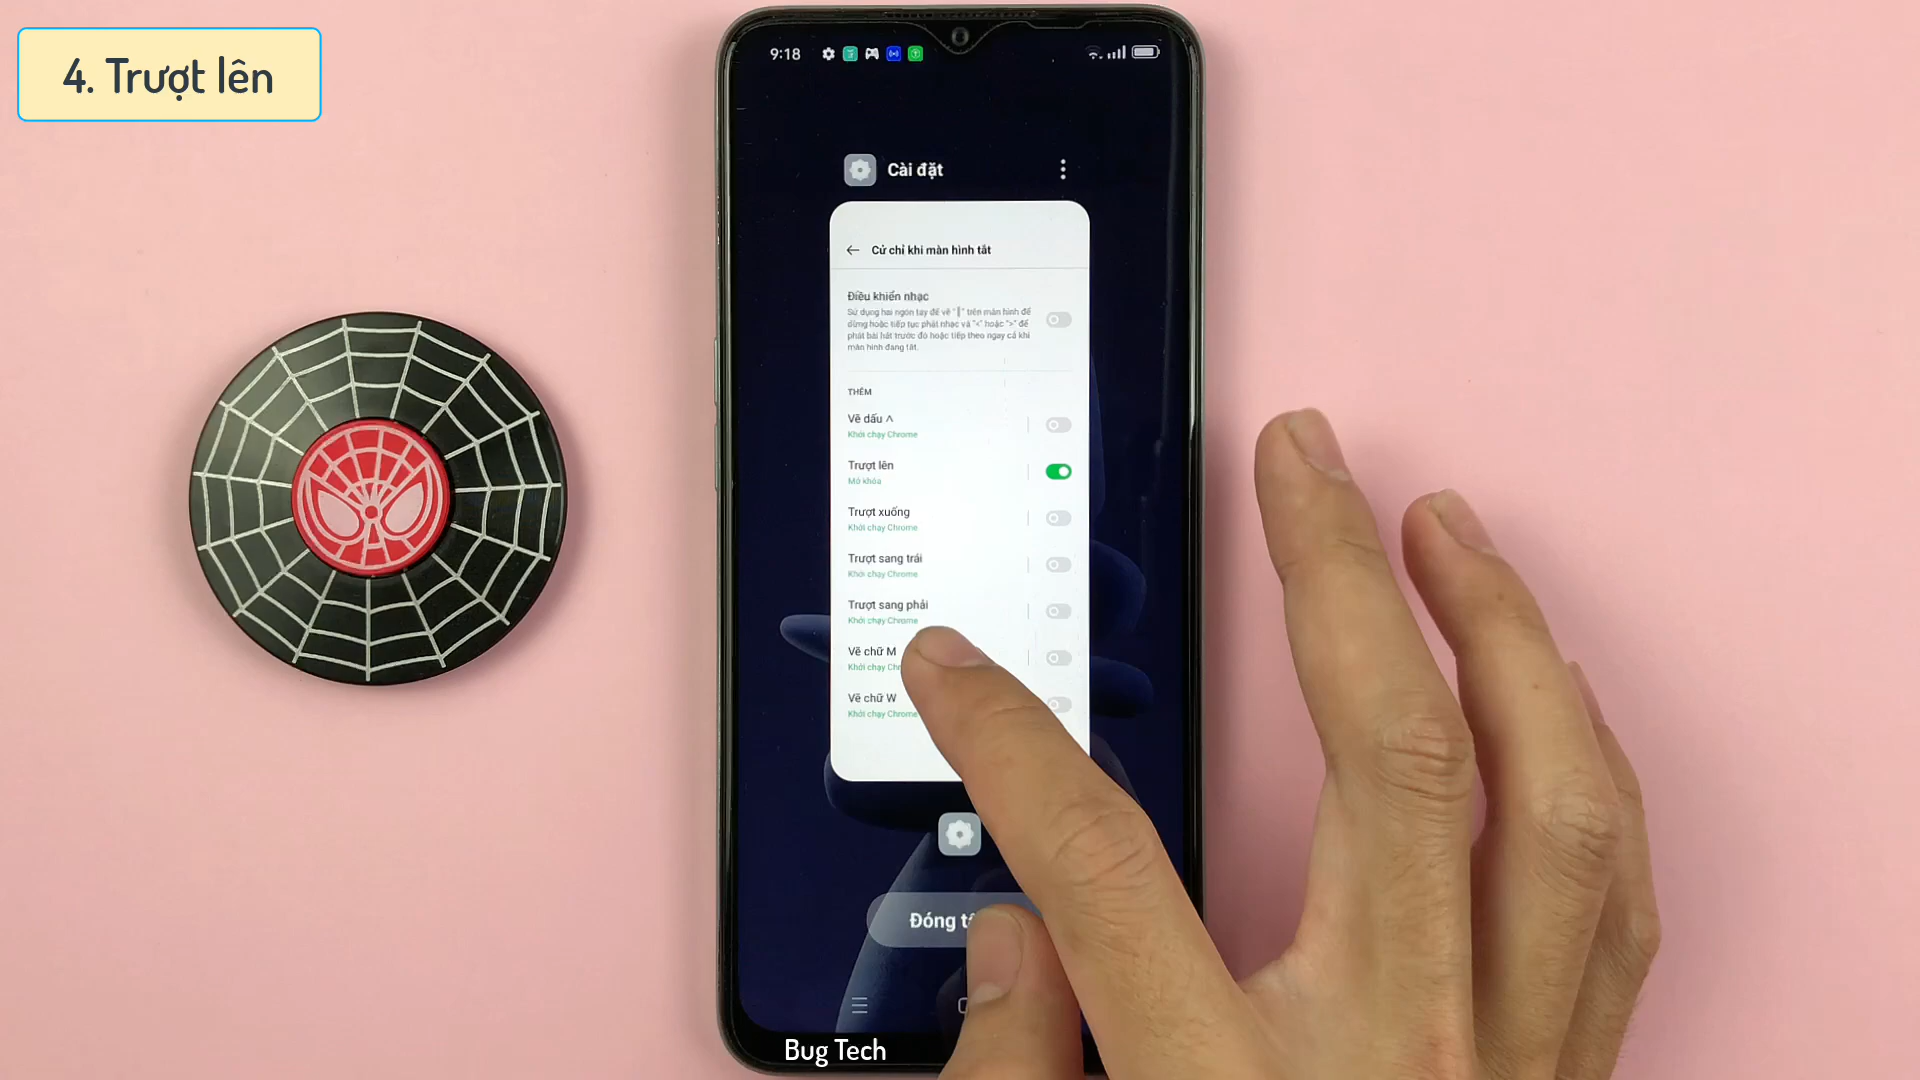 4. Trượt lên
9:18
Cài đặt
Cử chỉ khi màn hình tắt
Điều khiển nhạc
Sử dụng hai ngón tay để vẽ "║" trên màn hình để
dừng hoặc tiếp tục phát nhạc và "<" hoặc ">" để
phát bài hát trước đó hoặc tiếp theo ngay cả khi
màn hình đang tắt.
THÊM
Vẽ dấu ^
Khởi chạy Chrome
Trượt lên
Mở khóa
Trượt xuống
Khởi chạy Chrome
Trượt sang trái
Khởi chạy Chrome
Trượt sang phải
Khởi chạy Chrome
Vẽ chữ M
Khởi chạy
Vẽ chữ W
Khởi chạy Chrome
Đóng
Bug Tech